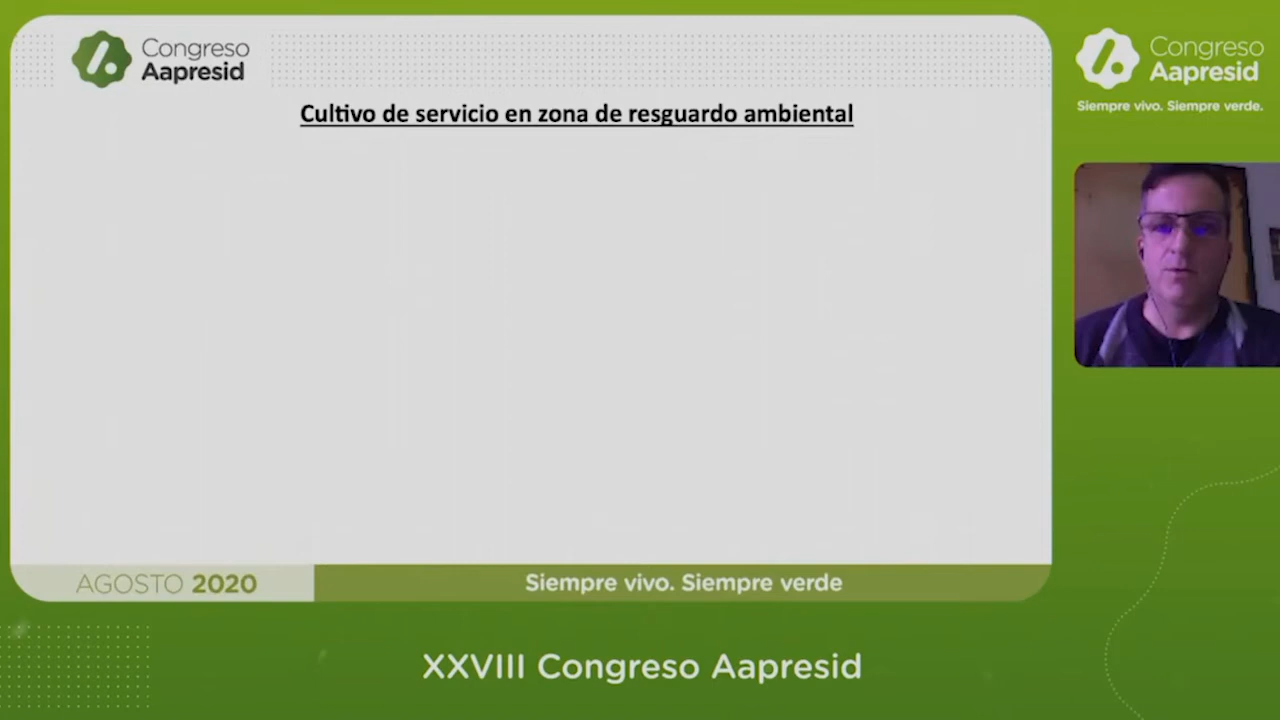 Congreso
Aapresid
Cultivo de servicio en zona de resguardo ambiental
AGOSTO 2020
Siempre vivo. Siempre verde
Congreso
Aapresid
Siempre vivo. Siempre verde.
XXVIII Congreso Aapresid